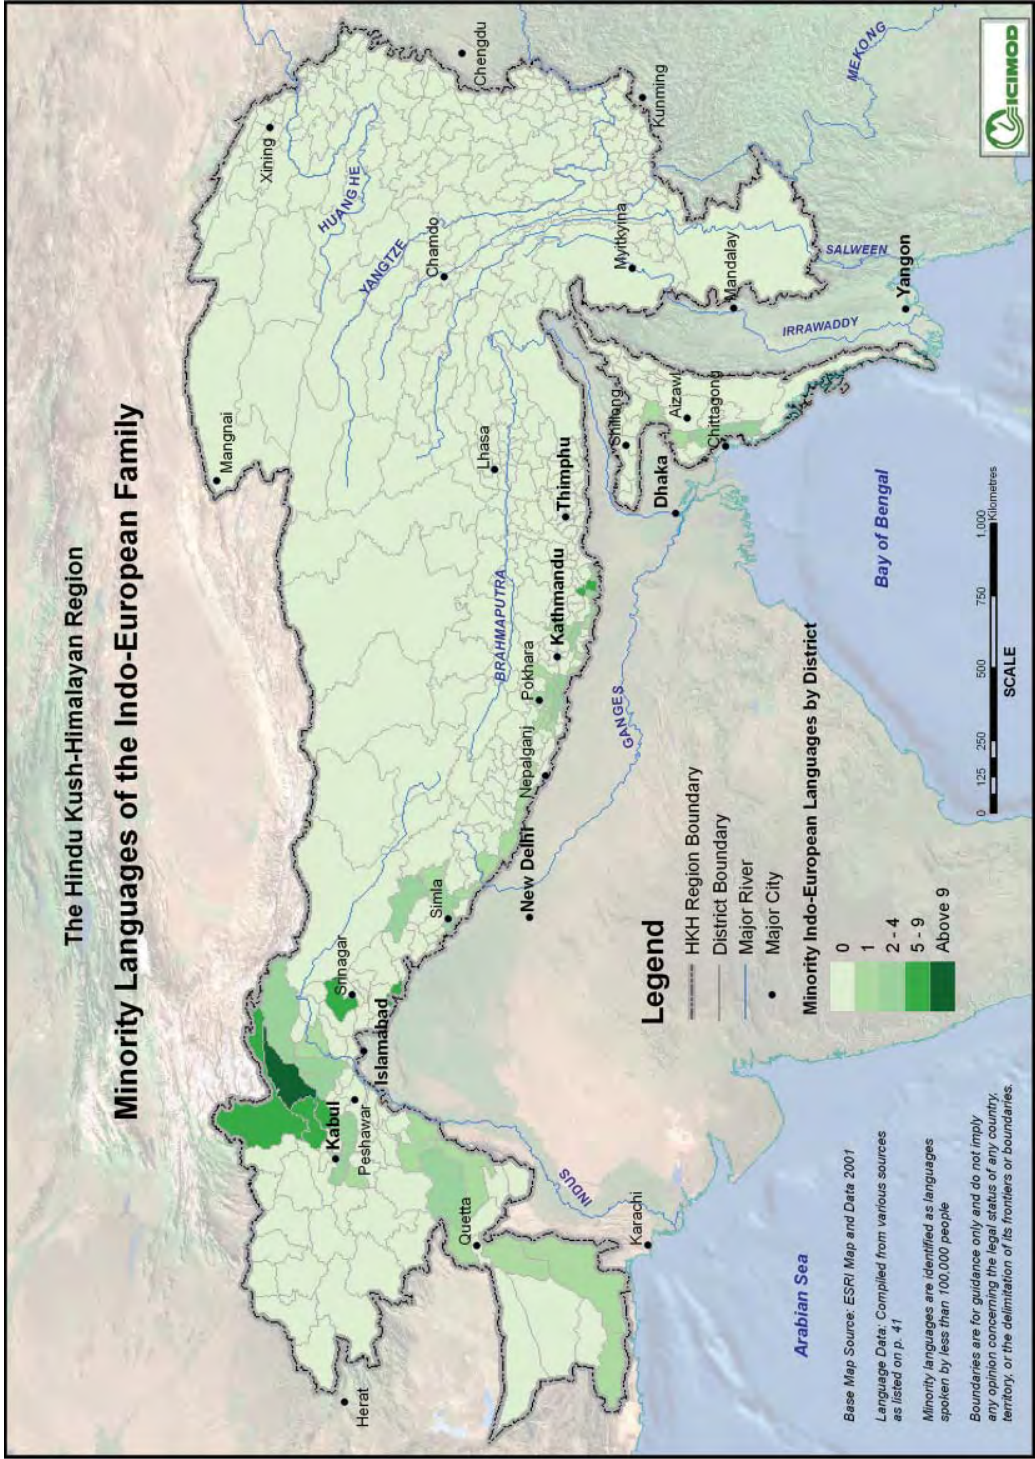 The Hindu Kush-Himalayan Region
Minority Languages of the Indo-European Family
Xining
Chengdu
HUANG HE
Mangnai
YANGTZE
Chamdo
Kunming
MEKONG
Myitkyina
Lhasa
BRAHMAPUTRA
Mandalay
SALWEEN
IRRAWADDY
Yangon
Shillong
Aizawl
Chittagong
Thimphu
Dhaka
Kathmandu
Pokhara
Nepalganj
GANGES
Bay of Bengal
New Delhi
Simla
Srinagar
Islamabad
Kabul
Peshawar
Quetta
INDUS
Karachi
Herat
Arabian Sea
Legend
HKH Region Boundary
District Boundary
Major River
Major City
Minority Indo-European Languages by District
0
1
2 - 4
5 - 9
Above 9
0 125 250 500 750 1,000
Kilometres
SCALE
Base Map Source: ESRI Map and Data 2001
Language Data: Compiled from various sources
as listed on p. 41
Minority languages are identified as languages
spoken by less than 100,000 people
Boundaries are for guidance only and do not imply
any opinion concerning the legal status of any country,
territory, or the delimitation of its frontiers or boundaries.
ICIMOD